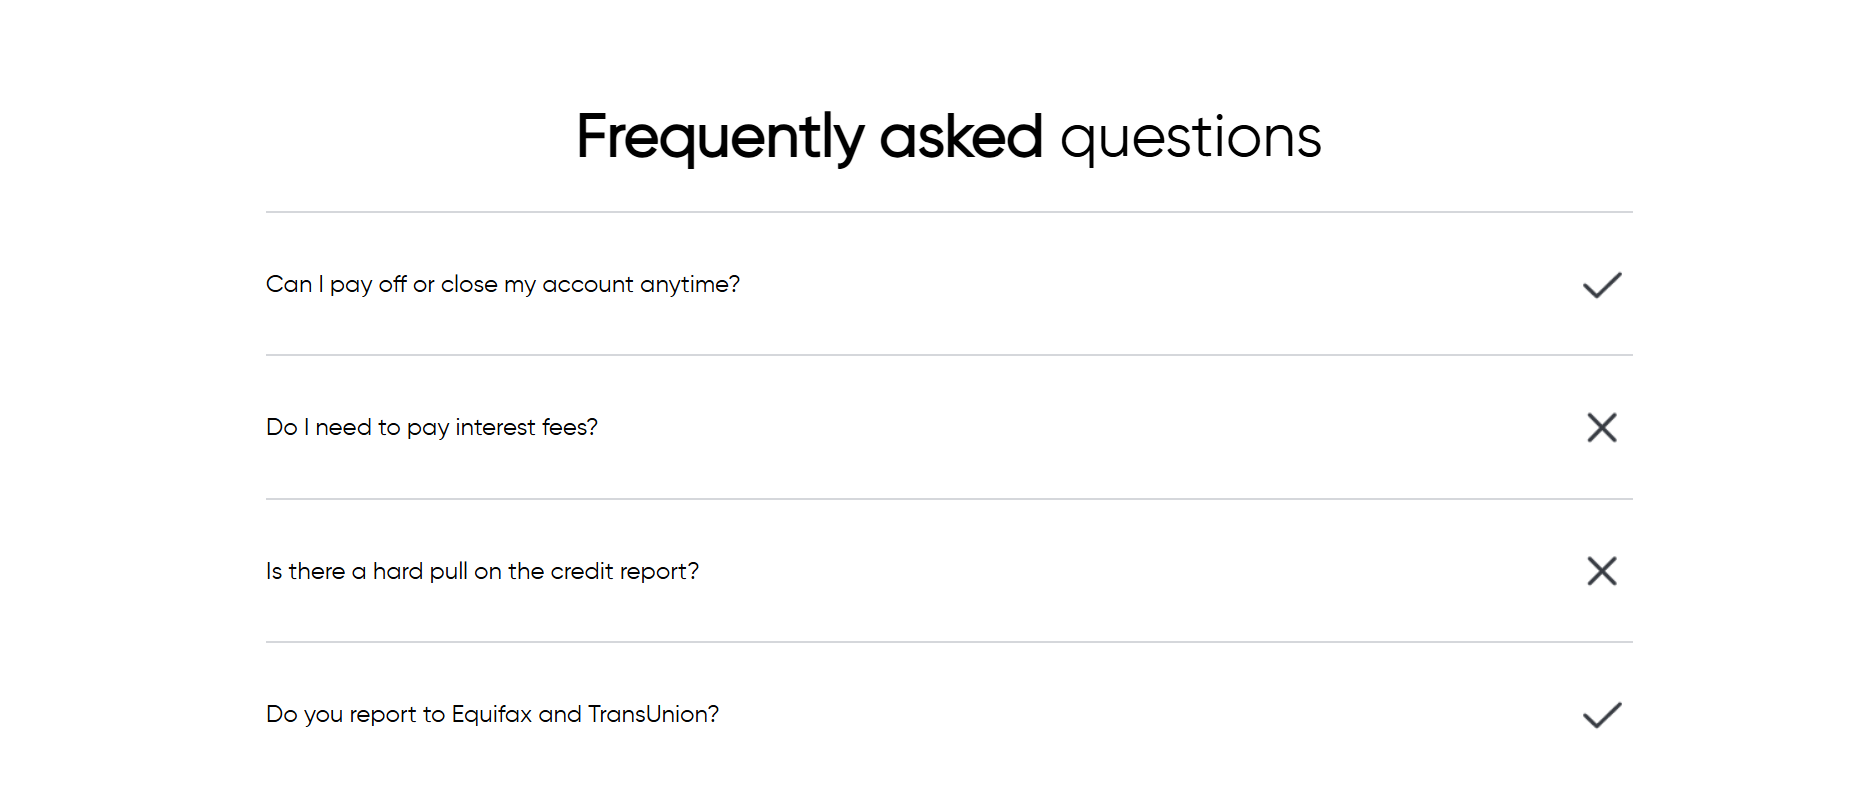 Frequently asked questions
Can I pay off or close my account anytime?
Do I need to pay interest fees?
Is there a hard pull on the credit report?
Do you report to Equifax and TransUnion?